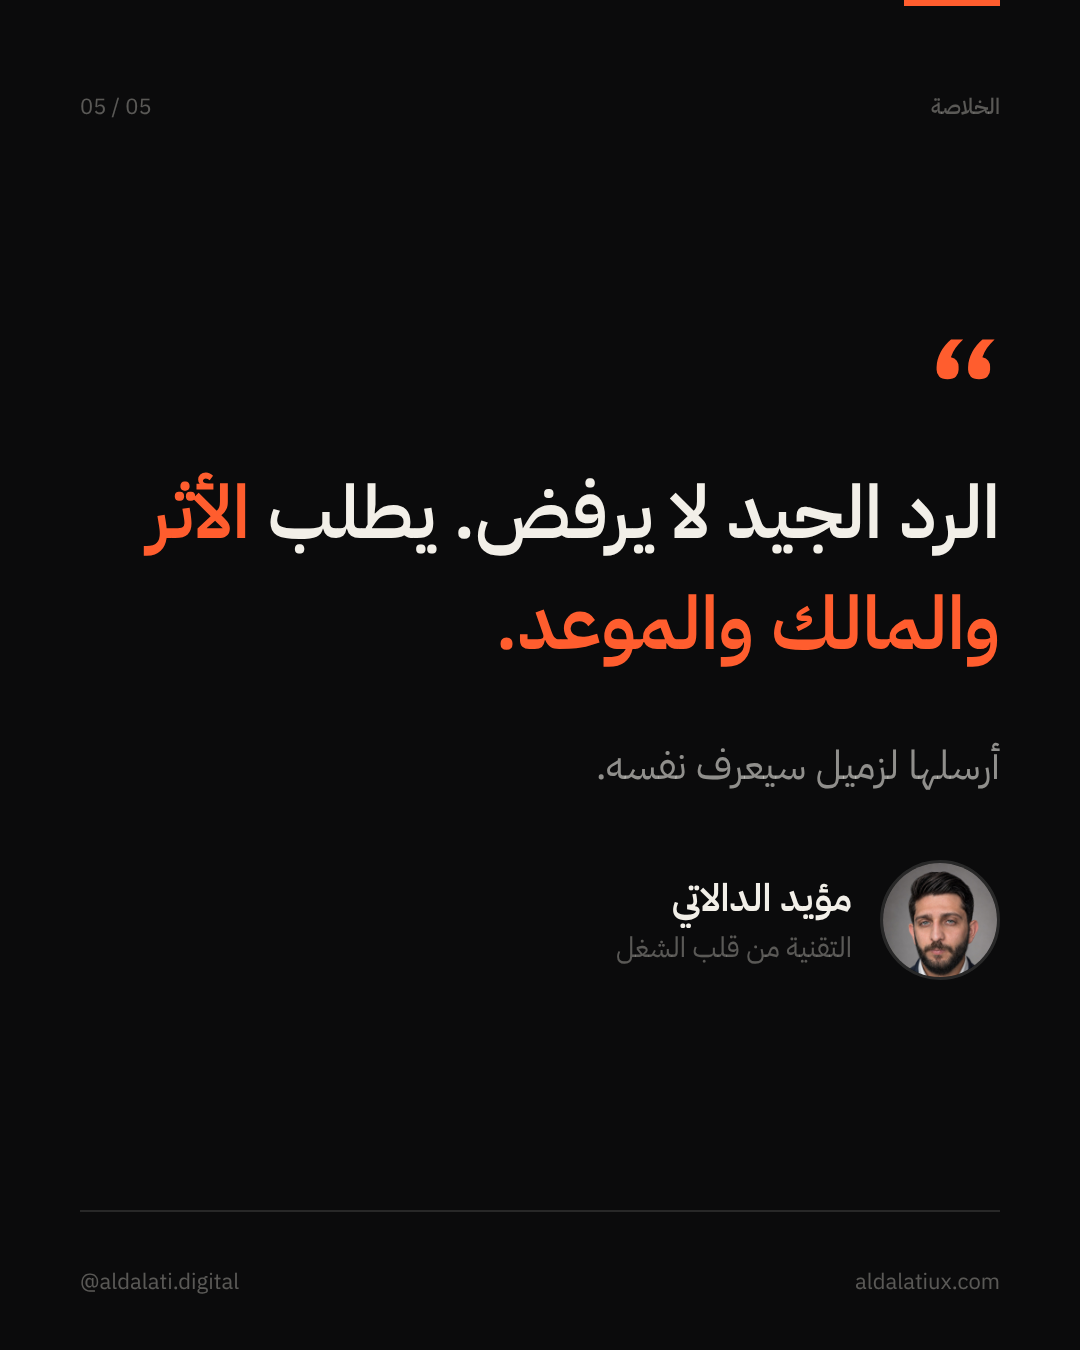 الخلاصة
05 / 05
“
الرد الجيد لا يرفض. يطلب الأثر
والمالك والموعد.
أرسلها لزميل سيعرف نفسه.
مؤيد الدالاتي
التقنية من قلب الشغل
aldalatiux.com
@aldalati.digital